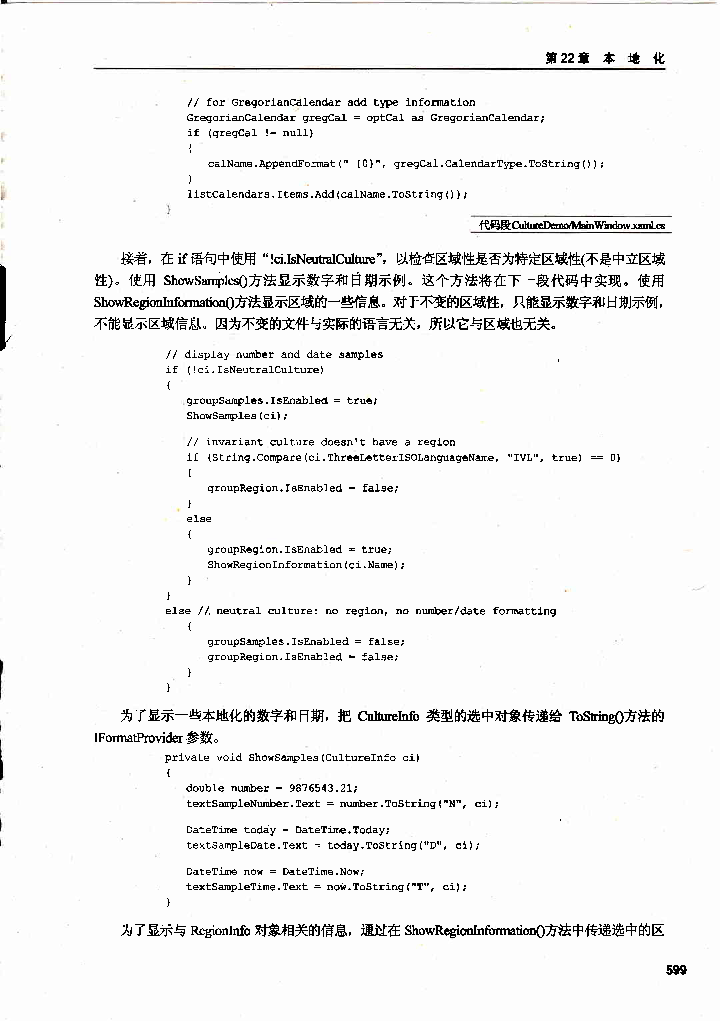 第22章 本 地 化
// for GregorianCalendar add type information
GregorianCalendar gregCal = optCal as GregorianCalendar;
if (gregCal != null)
{
calName.AppendFormat(" {0}", gregCal.CalendarType.ToString());
}
listCalendars.Items.Add(calName.ToString());
}
代码段CultureDemo/MainWindow.xaml.cs
接着，在 if 语句中使用 “!ci.IsNeutralCulture”，以检查区域性是否为特定区域性(不是中立区域
性)。使用 ShowSamples()方法显示数字和日期示例。这个方法将在下一段代码中实现。使用
ShowRegionInformation()方法显示区域的一些信息。对于不变的区域性，只能显示数字和日期示例，
不能显示区域信息。因为不变的文件与实际的语言无关，所以它与区域也无关。
// display number and date samples
if (!ci.IsNeutralCulture)
{
groupSamples.IsEnabled = true;
ShowSamples(ci);
// invariant culture doesn't have a region
if (String.Compare(ci.ThreeLetterISOLanguageName, "IVL", true) == 0)
{
groupRegion.IsEnabled = false;
}
else
{
groupRegion.IsEnabled = true;
ShowRegionInformation(ci.Name);
}
}
else // neutral culture: no region, no number/date formatting
{
groupSamples.IsEnabled = false;
groupRegion.IsEnabled = false;
}
}
为了显示一些本地化的数字和日期，把 CultureInfo 类型的选中对象传递给 ToString()方法的
IFormatProvider 参数。
private void ShowSamples(CultureInfo ci)
{
double number = 9876543.21;
textSampleNumber.Text = number.ToString("N", ci);
DateTime today = DateTime.Today;
textSampleDate.Text = today.ToString("D", ci);
DateTime now = DateTime.Now;
textSampleTime.Text = now.ToString("T", ci);
}
为了显示与 RegionInfo 对象相关的信息，通过在 ShowRegionInformation()方法中传递选中的区
599